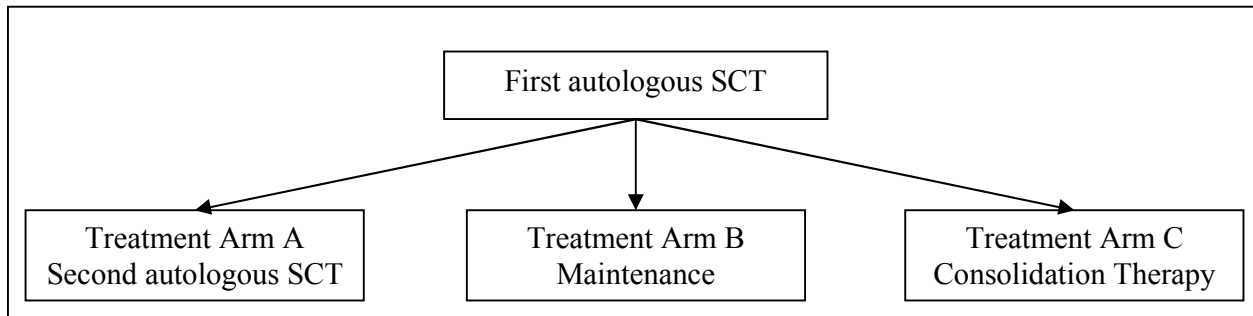 First autologous SCT
Treatment Arm A
Second autologous SCT
Treatment Arm B
Maintenance
Treatment Arm C
Consolidation Therapy